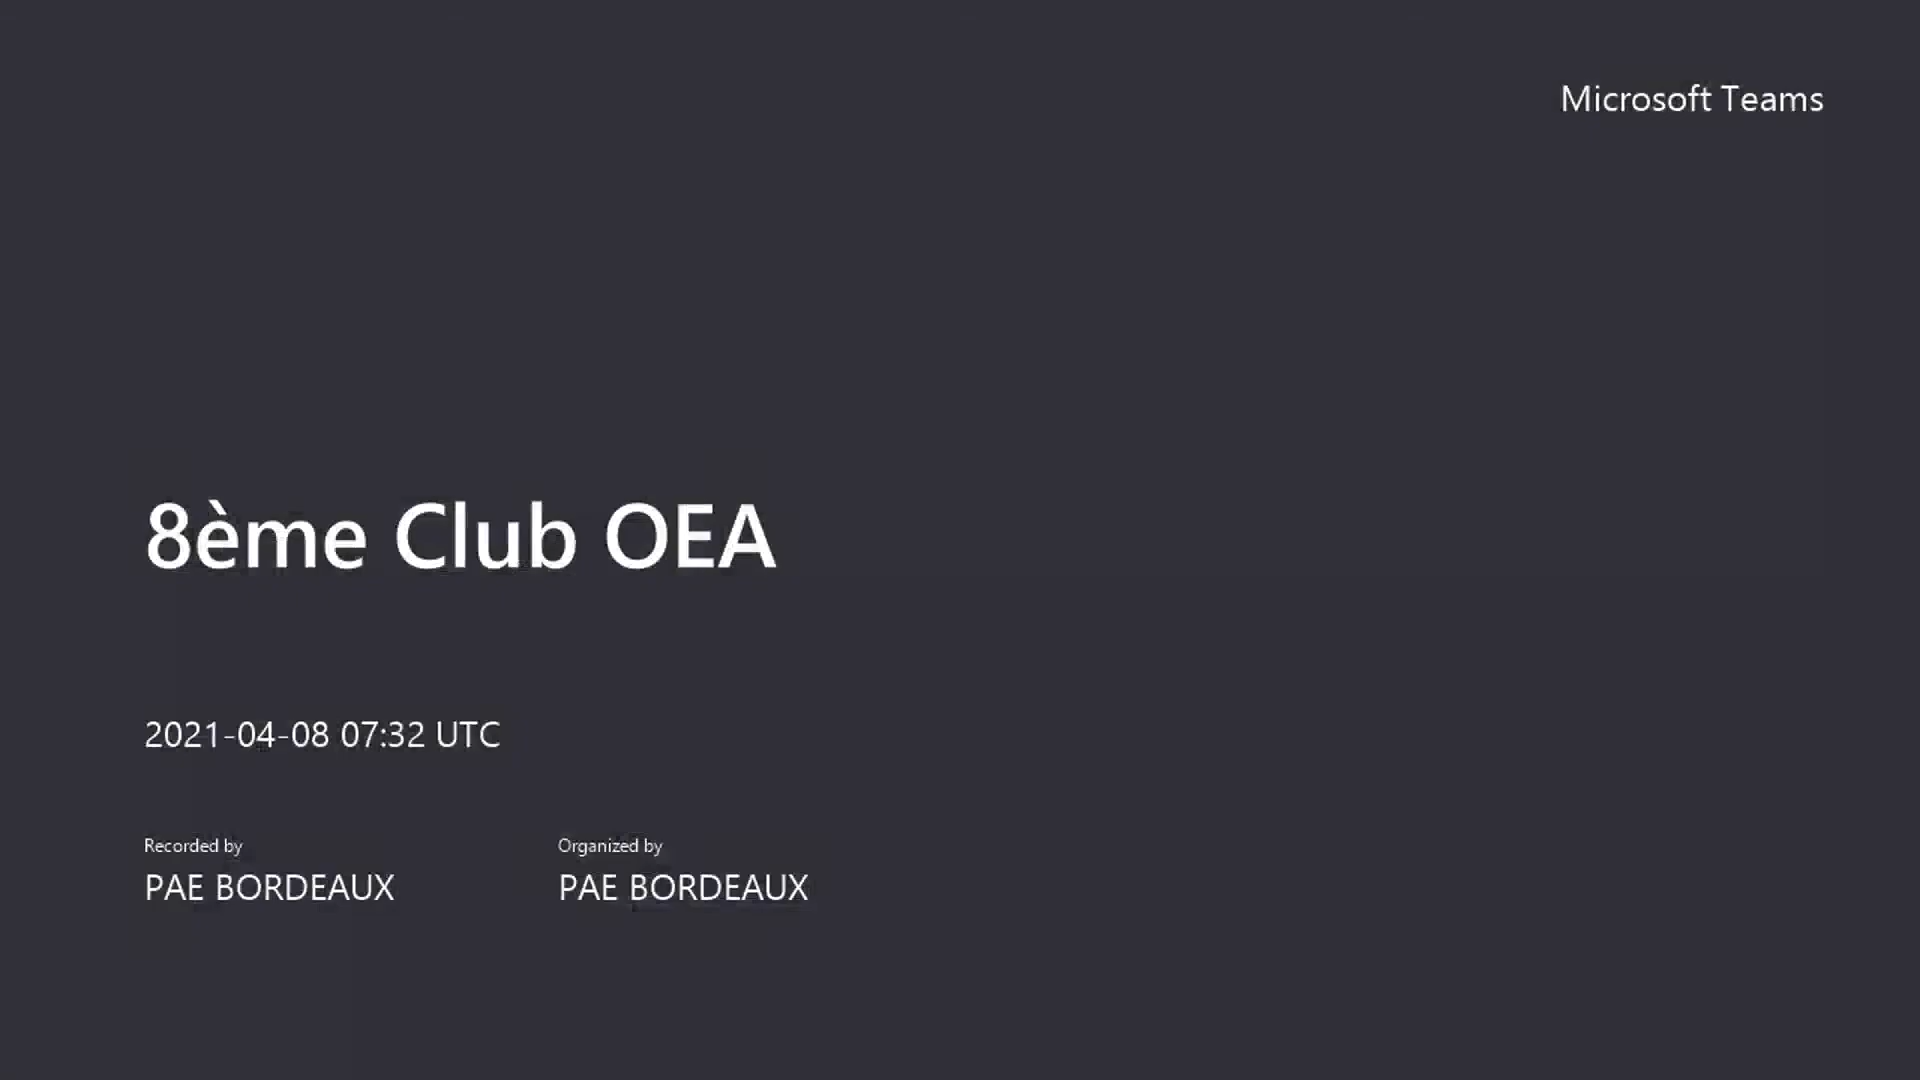 Microsoft Teams
8ème Club OEA
2021-04-08 07:32 UTC
Recorded by
PAE BORDEAUX
Organized by
PAE BORDEAUX